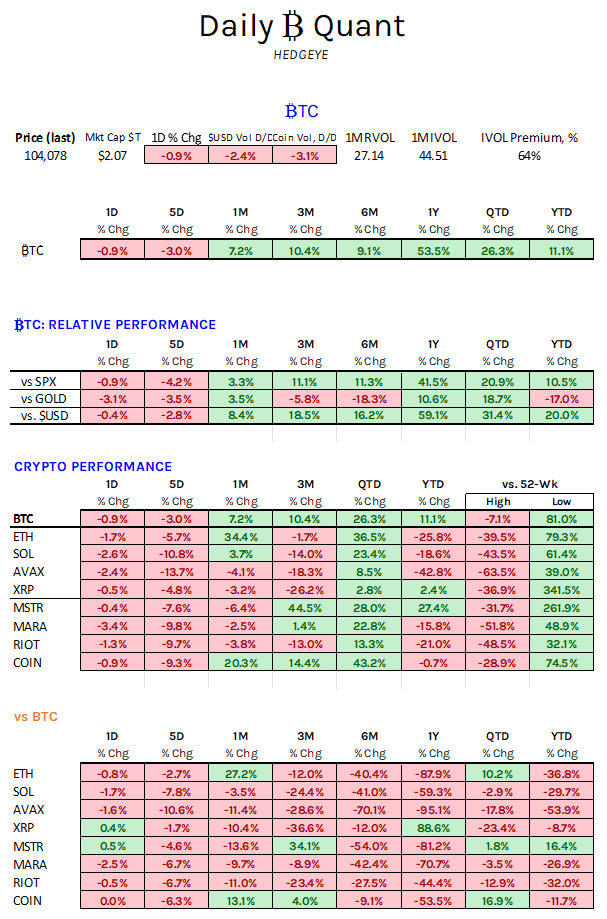 Daily ₿ Quant
HEDGEYE
₿TC
Price (last) Mkt Cap $T 1D % Chg $USD Vol D/D Coin Vol, D/D 1MRVOL 1MIVOL IVOL Premium, %
104,078 $2.07 -0.9% -2.4% -3.1% 27.14 44.51 64%
1D 5D 1M 3M 6M 1Y QTD YTD
% Chg % Chg % Chg % Chg % Chg % Chg % Chg % Chg
₿TC -0.9% -3.0% 7.2% 10.4% 9.1% 53.5% 26.3% 11.1%
₿TC: RELATIVE PERFORMANCE
1D 5D 1M 3M 6M 1Y QTD YTD
% Chg % Chg % Chg % Chg % Chg % Chg % Chg % Chg
vs SPX -0.9% -4.2% 3.3% 11.1% 11.3% 41.5% 20.9% 10.5%
vs GOLD -3.1% -3.5% 3.5% -5.8% -18.3% 10.6% 18.7% -17.0%
vs. $USD -0.4% -2.8% 8.4% 18.5% 16.2% 59.1% 31.4% 20.0%
CRYPTO PERFORMANCE
1D 5D 1M 3M QTD YTD vs. 52-Wk
% Chg % Chg % Chg % Chg % Chg % Chg High Low
BTC -0.9% -3.0% 7.2% 10.4% 26.3% 11.1% -7.1% 81.0%
ETH -1.7% -5.7% 34.4% -1.7% 36.5% -25.8% -39.5% 79.3%
SOL -2.6% -10.8% 3.7% -14.0% 23.4% -18.6% -43.5% 61.4%
AVAX -2.4% -13.7% -4.1% -18.3% 8.5% -42.8% -63.5% 39.0%
XRP -0.5% -4.8% -3.2% -26.2% 2.8% 2.4% -36.9% 341.5%
MSTR -0.4% -7.6% -6.4% 44.5% 28.0% 27.4% -31.7% 261.9%
MARA -3.4% -9.8% -2.5% 1.4% 22.8% -15.8% -51.8% 48.9%
RIOT -1.3% -9.7% -3.8% -13.0% 13.3% -21.0% -48.5% 32.1%
COIN -0.9% -9.3% 20.3% 14.4% 43.2% -0.7% -28.9% 74.5%
vs BTC
1D 5D 1M 3M 6M 1Y QTD YTD
% Chg % Chg % Chg % Chg % Chg % Chg % Chg % Chg
ETH -0.8% -2.7% 27.2% -12.0% -40.4% -87.9% 10.2% -36.8%
SOL -1.7% -7.8% -3.5% -24.4% -41.0% -59.3% -2.9% -29.7%
AVAX -1.6% -10.6% -11.4% -28.6% -70.1% -95.1% -17.8% -53.9%
XRP 0.4% -1.7% -10.4% -36.6% -12.0% 88.6% -23.4% -8.7%
MSTR 0.5% -4.6% -13.6% 34.1% -54.0% -81.2% 1.8% 16.4%
MARA -2.5% -6.7% -9.7% -8.9% -42.4% -70.7% -3.5% -26.9%
RIOT -0.5% -6.7% -11.0% -23.4% -27.5% -44.4% -12.9% -32.0%
COIN 0.0% -6.3% 13.1% 4.0% -9.1% -53.5% 16.9% -11.7%